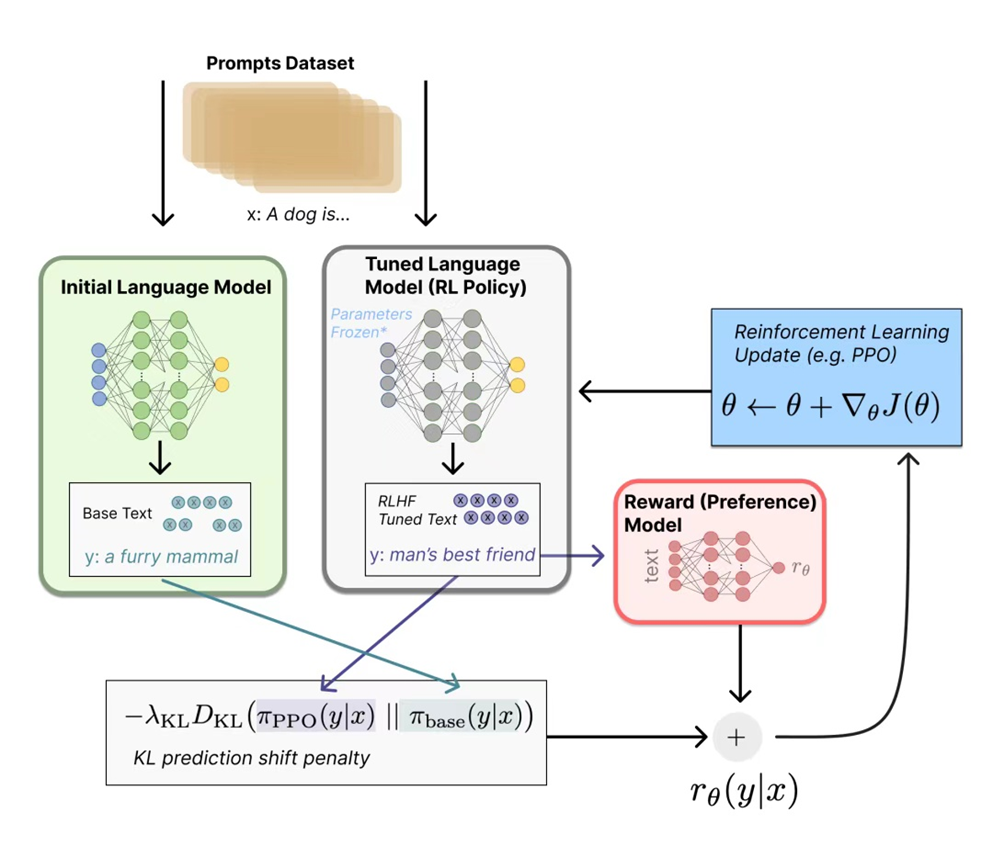 Prompts Dataset
x: A dog is...
Initial Language Model
Tuned Language
Model (RL Policy)
Parameters
Frozen*
Reinforcement Learning
Update (e.g. PPO)
θ ← θ + ∇θJ(θ)
Base Text
x x x x
x x x x
y: a furry mammal
RLHF
Tuned Text
x x x x
x x x x
y: man's best friend
Reward (Preference)
Model
text
rθ
−λKL DKL(πPPO(y|x) || πbase(y|x))
KL prediction shift penalty
+
rθ(y|x)